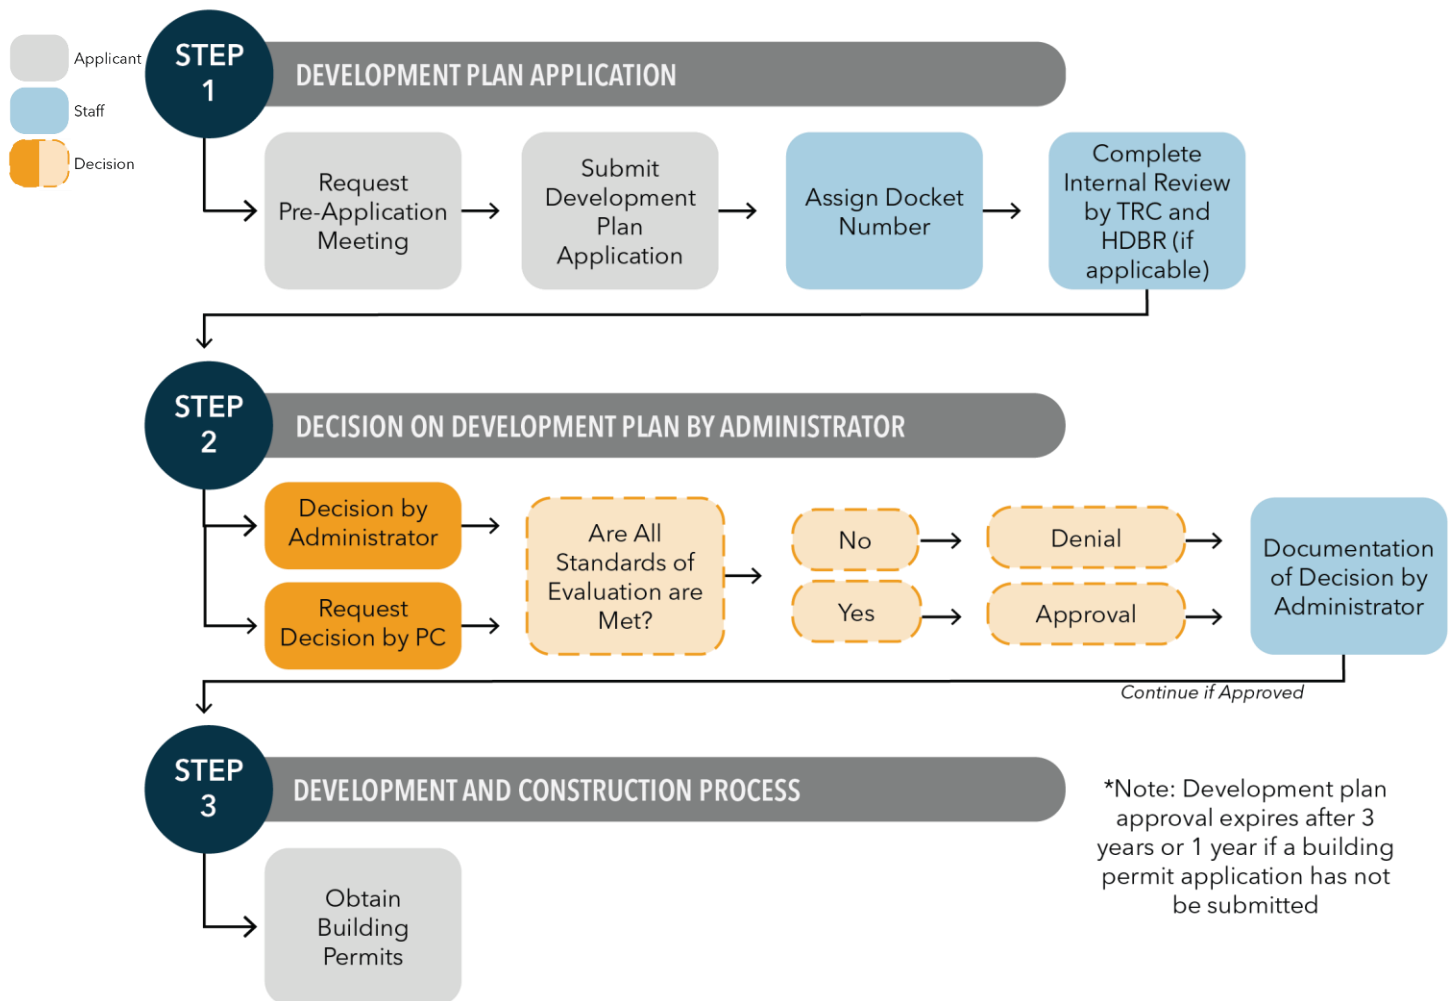 Applicant
Staff
Decision
STEP
1
DEVELOPMENT PLAN APPLICATION
Request
Pre-Application
Meeting
Submit
Development
Plan
Application
Assign Docket
Number
Complete
Internal Review
by TRC and
HDBR (if
applicable)
STEP
2
DECISION ON DEVELOPMENT PLAN BY ADMINISTRATOR
Decision by
Administrator
Request
Decision by PC
Are All
Standards of
Evaluation are
Met?
No
Denial
Yes
Approval
Documentation
of Decision by
Administrator
Continue if Approved
STEP
3
DEVELOPMENT AND CONSTRUCTION PROCESS
Obtain
Building
Permits
*Note: Development plan
approval expires after 3
years or 1 year if a building
permit application has not
be submitted